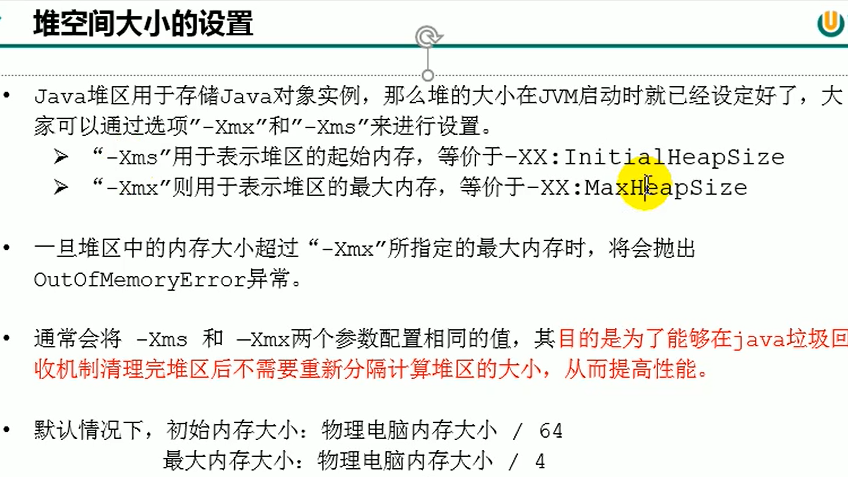 堆空间大小的设置
• Java堆区用于存储Java对象实例，那么堆的大小在JVM启动时就已经设定好了，大
家可以通过选项"-Xmx"和"-Xms"来进行设置。
➢ “-Xms”用于表示堆区的起始内存，等价于-XX:InitialHeapSize
➢ “-Xmx”则用于表示堆区的最大内存，等价于-XX:MaxHeapSize
• 一旦堆区中的内存大小超过“-Xmx”所指定的最大内存时，将会抛出
OutOfMemoryError异常。
• 通常会将 -Xms 和 –Xmx两个参数配置相同的值，其目的是为了能够在java垃圾回
收机制清理完堆区后不需要重新分隔计算堆区的大小，从而提高性能。
• 默认情况下，初始内存大小：物理电脑内存大小 / 64
最大内存大小：物理电脑内存大小 / 4